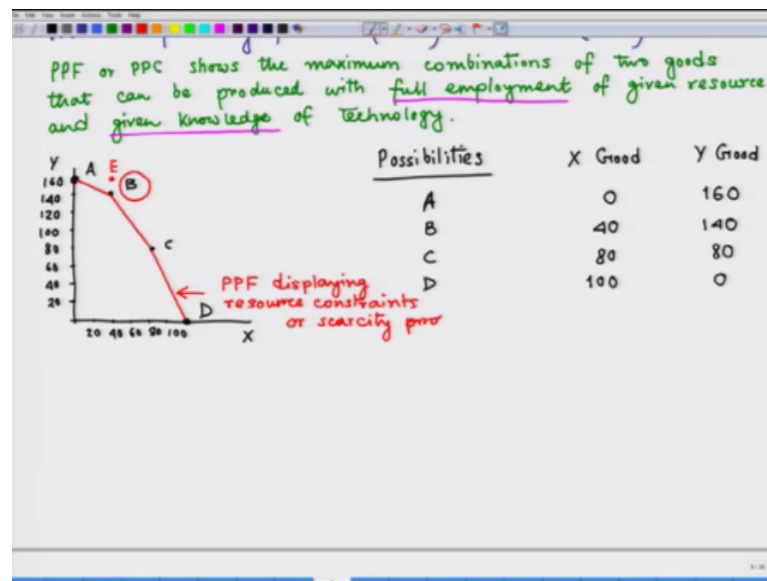 PPF or PPC shows the maximum combinations of two goods
that can be produced with full employment of given resource
and given knowledge of Technology.
Possibilities X Good Y Good
A 0 160
B 40 140
C 80 80
D 100 0
Y
A
E
B
C
D
X
160
140
120
100
80
60
40
20
20 40 60 80 100
PPF displaying
resource constraints
or scarcity pro